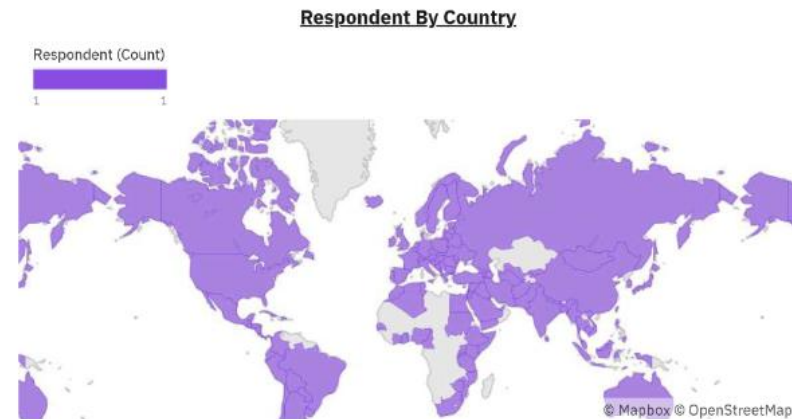 Respondent By Country
Respondent (Count)
1 1
© Mapbox © OpenStreetMap